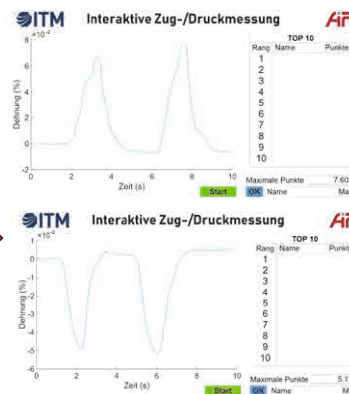 ITM Interaktive Zug-/Druckmessung AiF
×10⁻²
8
6
4
2
0
-2
0 2 4 6 8 10
Dehnung (%)
Zeit (s)
TOP 10
Rang Name Punkte
1
2
3
4
5
6
7
8
9
10
Maximale Punkte 7.60
Start OK Name Ma
ITM Interaktive Zug-/Druckmessung AiF
×10⁻²
1
0
-1
-2
-3
-4
-5
-6
0 2 4 6 8 10
Dehnung (%)
Zeit (s)
TOP 10
Rang Name Punkte
1
2
3
4
5
6
7
8
9
10
Maximale Punkte 5.1
Start OK Name M